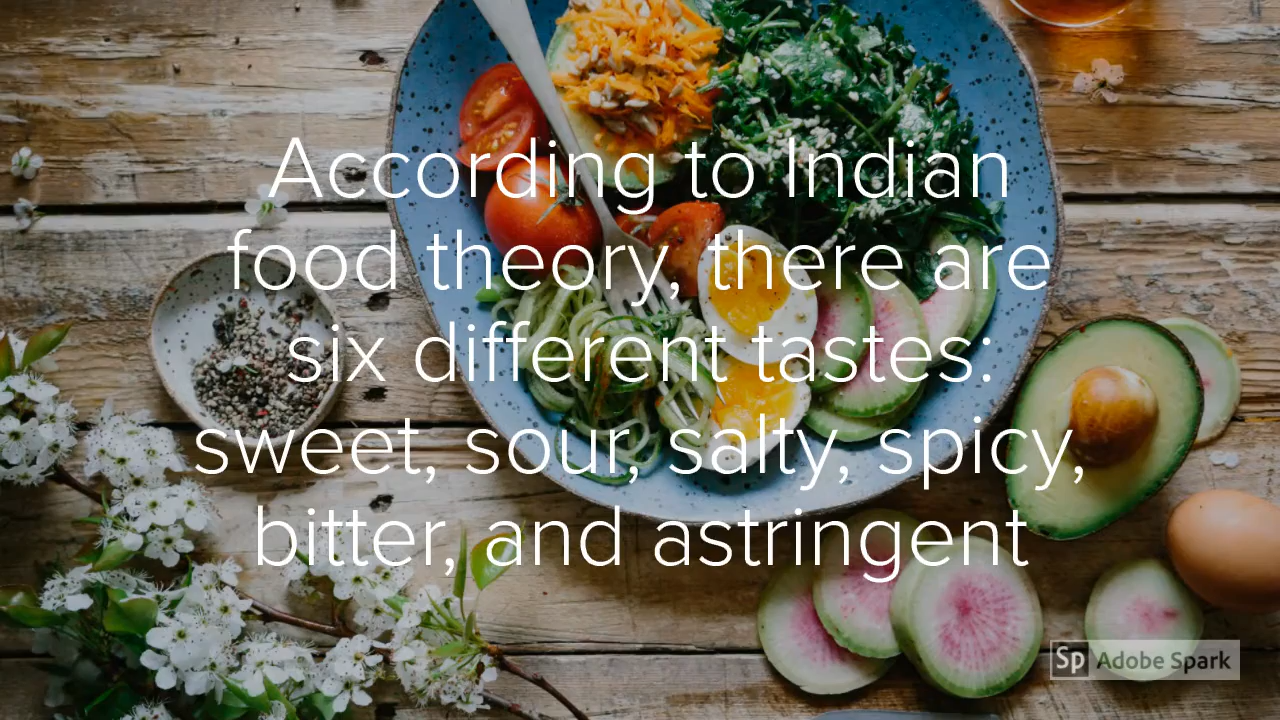 According to Indian
food theory, there are
six different tastes:
sweet, sour, salty, spicy,
bitter, and astringent
Sp Adobe Spark